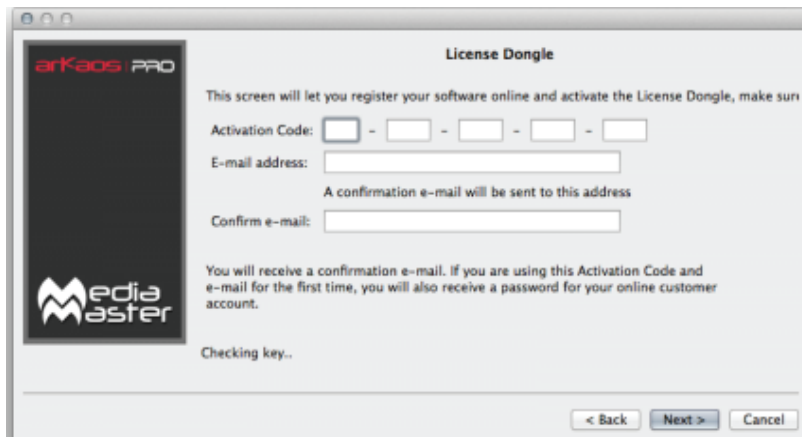 License Dongle
arKaos PRO
This screen will let you register your software online and activate the License Dongle, make sure
Activation Code: - - - -
E-mail address:
A confirmation e-mail will be sent to this address
Confirm e-mail:
You will receive a confirmation e-mail. If you are using this Activation Code and
e-mail for the first time, you will also receive a password for your online customer
account.
Media
Master
Checking key..
< Back Next > Cancel